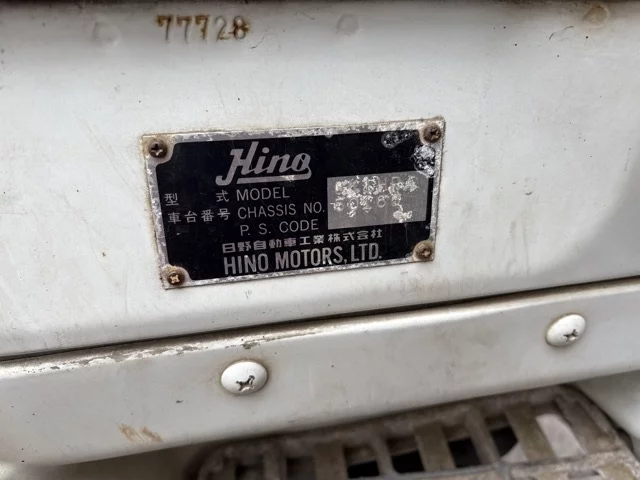 77728
Hino
型 式 MODEL
車台番号 CHASSIS NO.
P. S. CODE
日野自動車工業株式会社
HINO MOTORS, LTD.